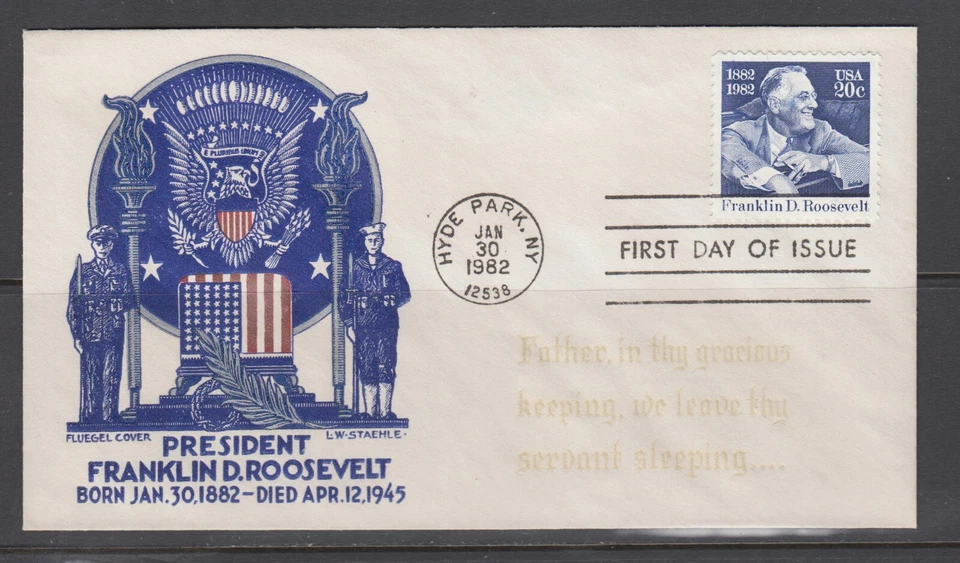 E PLURIBUS UNUM
FLUEGEL COVER
L·W·STAEHLE·
PRESIDENT
FRANKLIN D. ROOSEVELT
BORN JAN. 30, 1882 – DIED APR. 12, 1945
HYDE PARK, NY
JAN
30
1982
12538
1882
1982
USA
20c
Franklin D. Roosevelt
FIRST DAY OF ISSUE
Father, in thy gracious
keeping, we leave thy
servant sleeping....